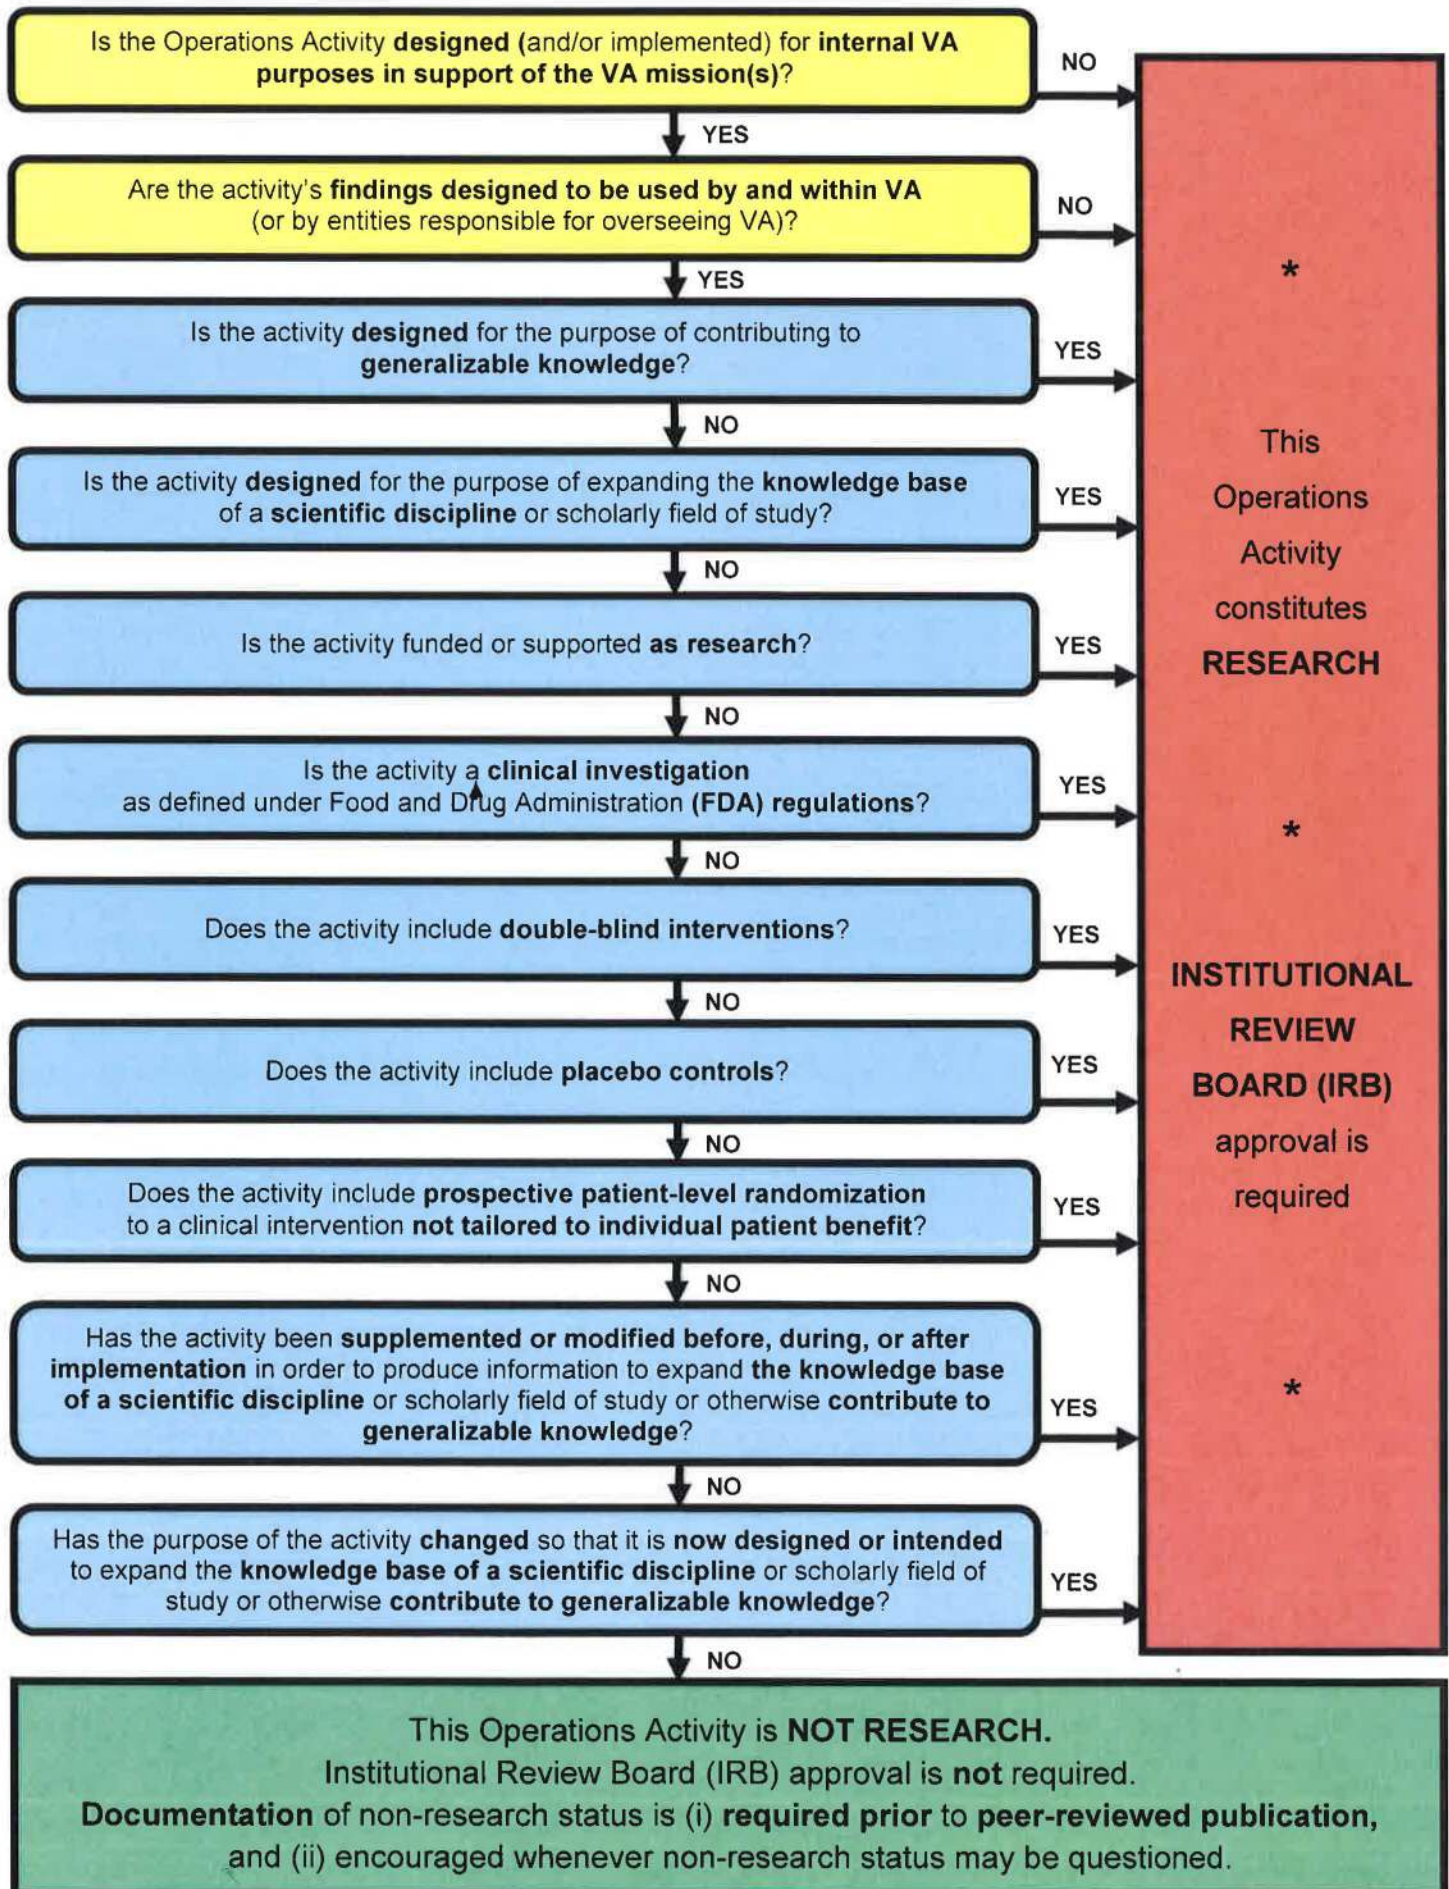 Is the Operations Activity designed (and/or implemented) for internal VA
purposes in support of the VA mission(s)?
NO
YES
Are the activity's findings designed to be used by and within VA
(or by entities responsible for overseeing VA)?
NO
YES
Is the activity designed for the purpose of contributing to
generalizable knowledge?
YES
NO
Is the activity designed for the purpose of expanding the knowledge base
of a scientific discipline or scholarly field of study?
YES
NO
Is the activity funded or supported as research?
YES
NO
Is the activity a clinical investigation
as defined under Food and Drug Administration (FDA) regulations?
YES
NO
Does the activity include double-blind interventions?
YES
NO
Does the activity include placebo controls?
YES
NO
Does the activity include prospective patient-level randomization
to a clinical intervention not tailored to individual patient benefit?
YES
NO
Has the activity been supplemented or modified before, during, or after
implementation in order to produce information to expand the knowledge base
of a scientific discipline or scholarly field of study or otherwise contribute to
generalizable knowledge?
YES
NO
Has the purpose of the activity changed so that it is now designed or intended
to expand the knowledge base of a scientific discipline or scholarly field of
study or otherwise contribute to generalizable knowledge?
YES
NO
*
This
Operations
Activity
constitutes
RESEARCH
*
INSTITUTIONAL
REVIEW
BOARD (IRB)
approval is
required
*
This Operations Activity is NOT RESEARCH.
Institutional Review Board (IRB) approval is not required.
Documentation of non-research status is (i) required prior to peer-reviewed publication,
and (ii) encouraged whenever non-research status may be questioned.